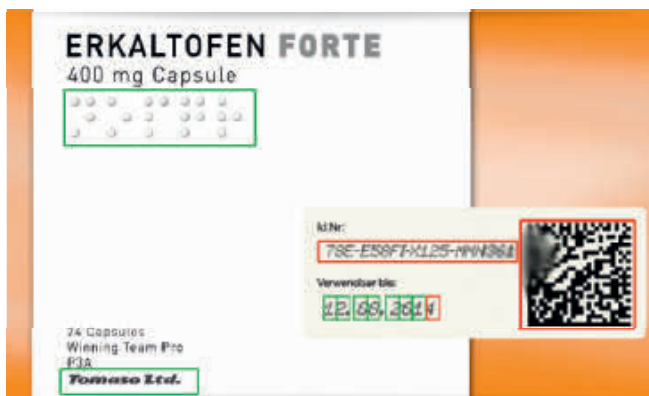 ERKALTOFEN FORTE
400 mg Capsule
Id.Nr:
Verwendbar bis:
24 Capsules
Winning Team Pro
P3A
Tomaso Ltd.